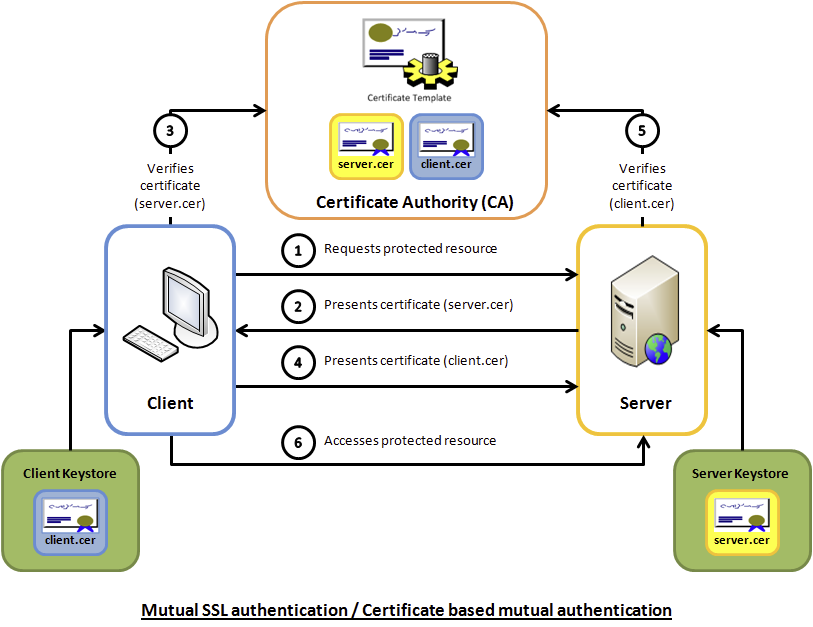 Certificate Template
server.cer
client.cer
Certificate Authority (CA)
3
Verifies
certificate
(server.cer)
5
Verifies
certificate
(client.cer)
1 Requests protected resource
2 Presents certificate (server.cer)
4 Presents certificate (client.cer)
Client
Server
6 Accesses protected resource
Client Keystore
client.cer
Server Keystore
server.cer
Mutual SSL authentication / Certificate based mutual authentication